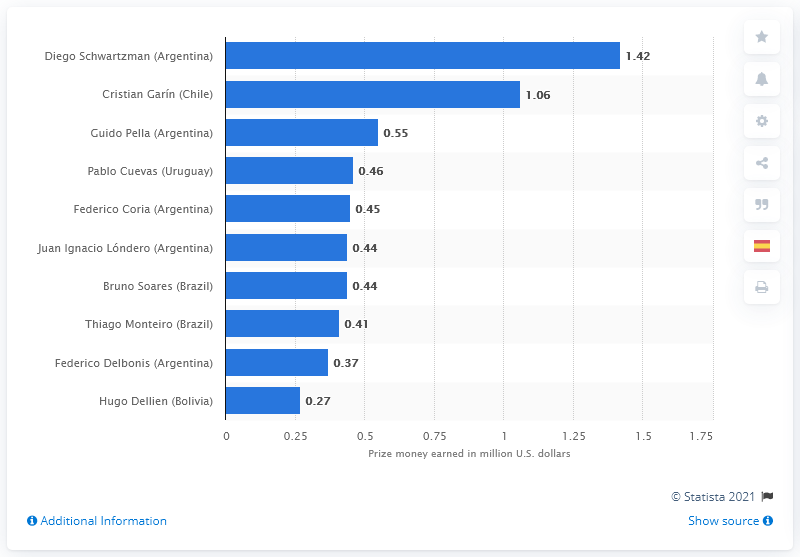 Diego Schwartzman (Argentina) 1.42
Cristian Garín (Chile) 1.06
Guido Pella (Argentina) 0.55
Pablo Cuevas (Uruguay) 0.46
Federico Coria (Argentina) 0.45
Juan Ignacio Lóndero (Argentina) 0.44
Bruno Soares (Brazil) 0.44
Thiago Monteiro (Brazil) 0.41
Federico Delbonis (Argentina) 0.37
Hugo Dellien (Bolivia) 0.27
0 0.25 0.5 0.75 1 1.25 1.5 1.75
Prize money earned in million U.S. dollars
© Statista 2021
Additional Information
Show source